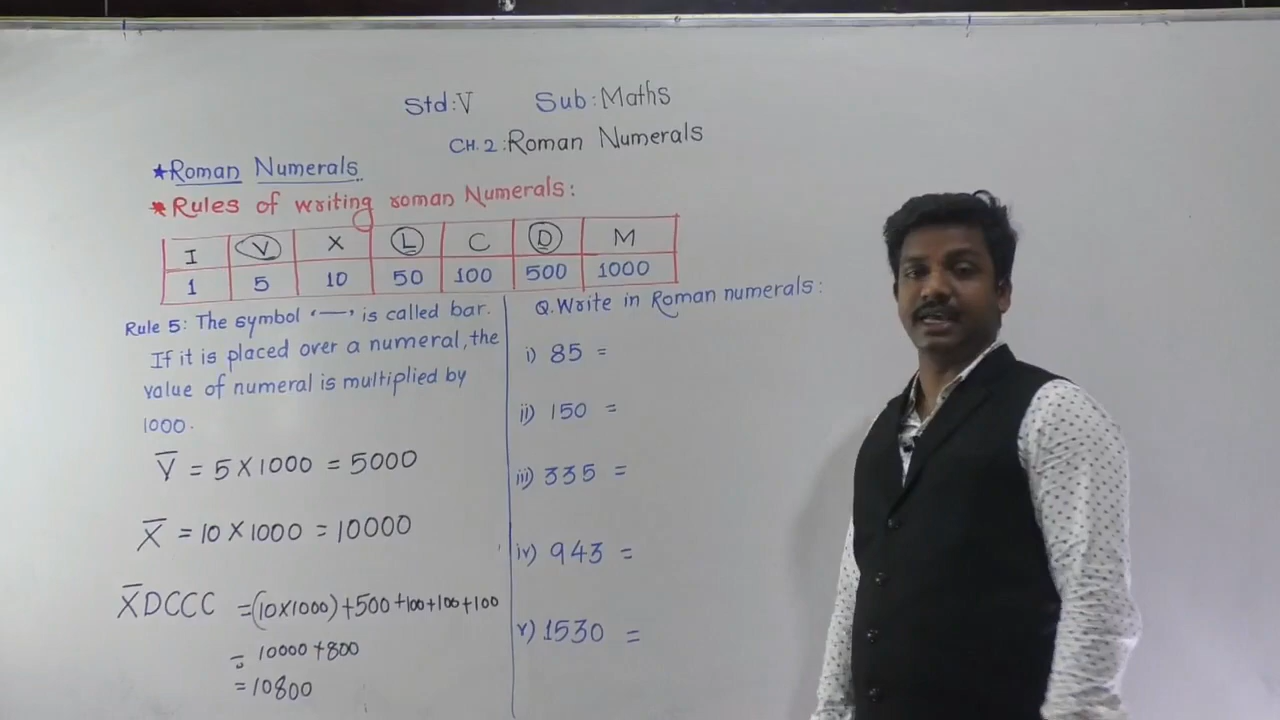 Std:V Sub:Maths
CH.2:Roman Numerals
★Roman Numerals
★Rules of writing roman Numerals:
I V X L C D M
1 5 10 50 100 500 1000
Rule 5: The symbol ‘—’ is called bar.
If it is placed over a numeral, the
value of numeral is multiplied by
1000.
V̅ = 5×1000 = 5000
X̅ = 10×1000 = 10000
X̅DCCC =(10×1000)+500+100+100+100
= 10000+800
=10800
Q.Write in Roman numerals:
i) 85 =
ii) 150 =
iii) 335 =
iv) 943 =
v) 1530 =